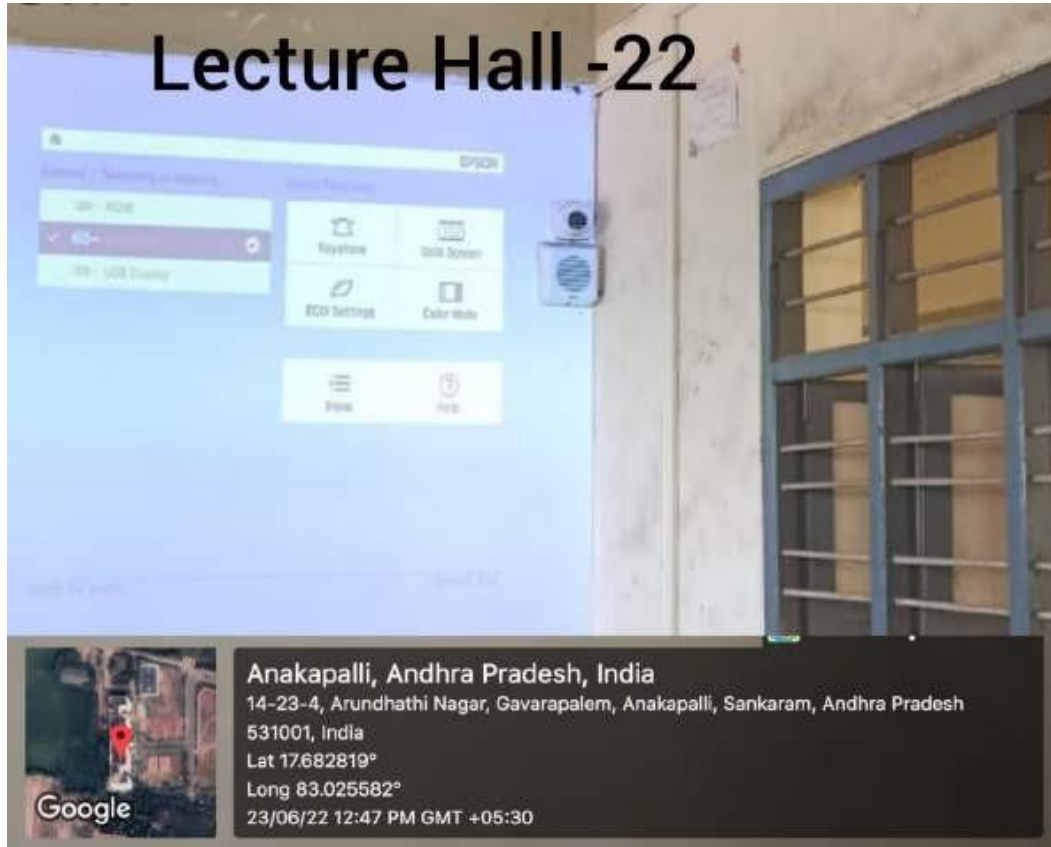 Lecture Hall -22
EPSON
Keystone
Split Screen
ECO Settings
Color Mode
USB Display
Help
Anakapalli, Andhra Pradesh, India
14-23-4, Arundhathi Nagar, Gavarapalem, Anakapalli, Sankaram, Andhra Pradesh
531001, India
Lat 17.682819°
Long 83.025582°
23/06/22 12:47 PM GMT +05:30
Google